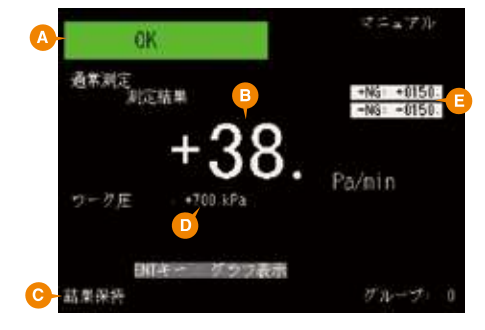 A
OK
マニュアル
通常測定
測定結果
B
+NG: +0150.
-NG: -0150.
E
+38.
Pa/min
ワーク圧 +700 kPa
D
ENTキー グラフ表示
C
結果保持
グループ: 0